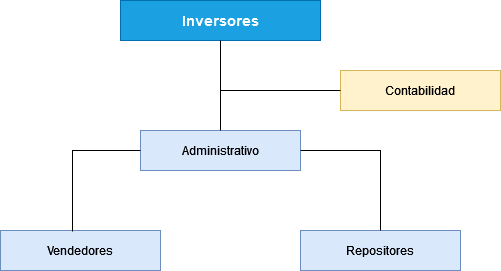 Inversores
Contabilidad
Administrativo
Vendedores
Repositores